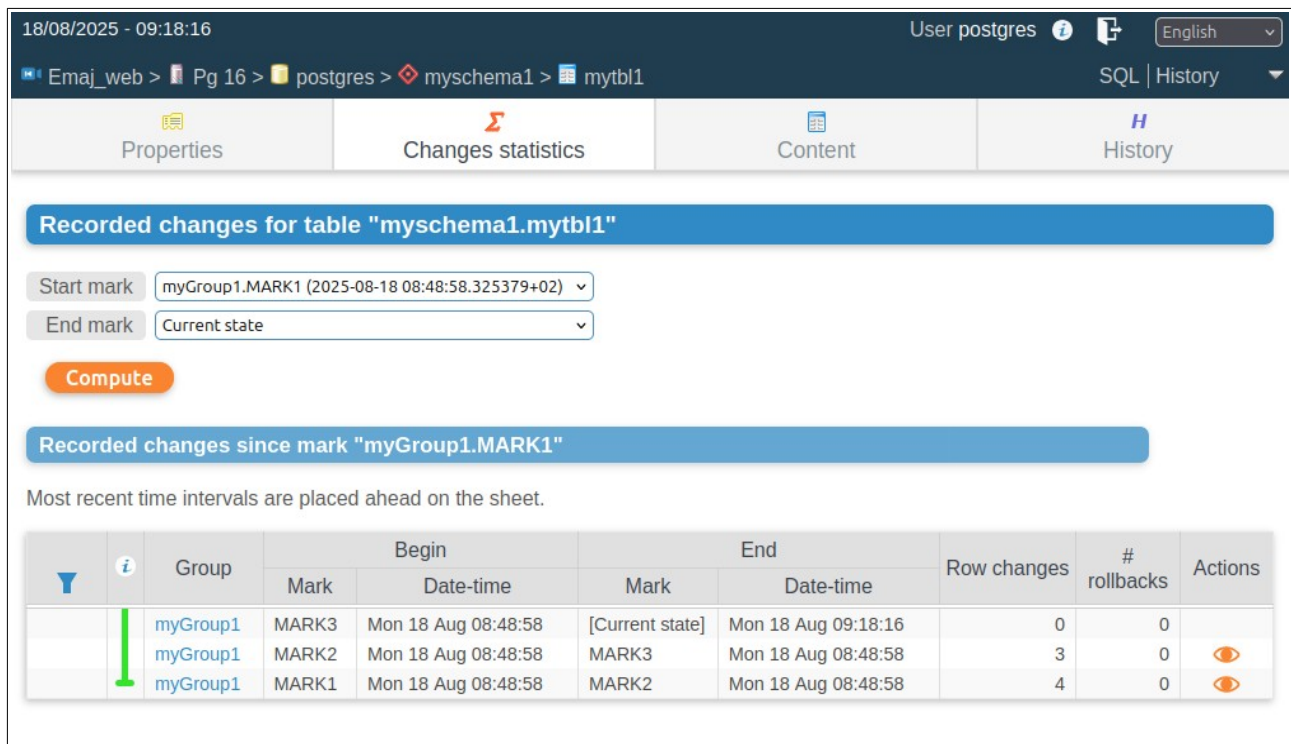 18/08/2025 - 09:18:16 User postgres i English
Emaj_web > Pg 16 > postgres > myschema1 > mytbl1 SQL | History
Properties Changes statistics Content History
Recorded changes for table "myschema1.mytbl1"
Start mark myGroup1.MARK1 (2025-08-18 08:48:58.325379+02)
End mark Current state
Compute
Recorded changes since mark "myGroup1.MARK1"
Most recent time intervals are placed ahead on the sheet.
i Group Begin End Row changes # rollbacks Actions
Mark Date-time Mark Date-time
myGroup1 MARK3 Mon 18 Aug 08:48:58 [Current state] Mon 18 Aug 09:18:16 0 0
myGroup1 MARK2 Mon 18 Aug 08:48:58 MARK3 Mon 18 Aug 08:48:58 3 0
myGroup1 MARK1 Mon 18 Aug 08:48:58 MARK2 Mon 18 Aug 08:48:58 4 0